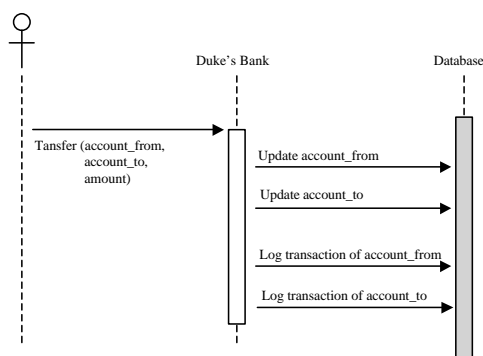 Duke's Bank
Database
Tansfer (account_from,
account_to,
amount)
Update account_from
Update account_to
Log transaction of account_from
Log transaction of account_to